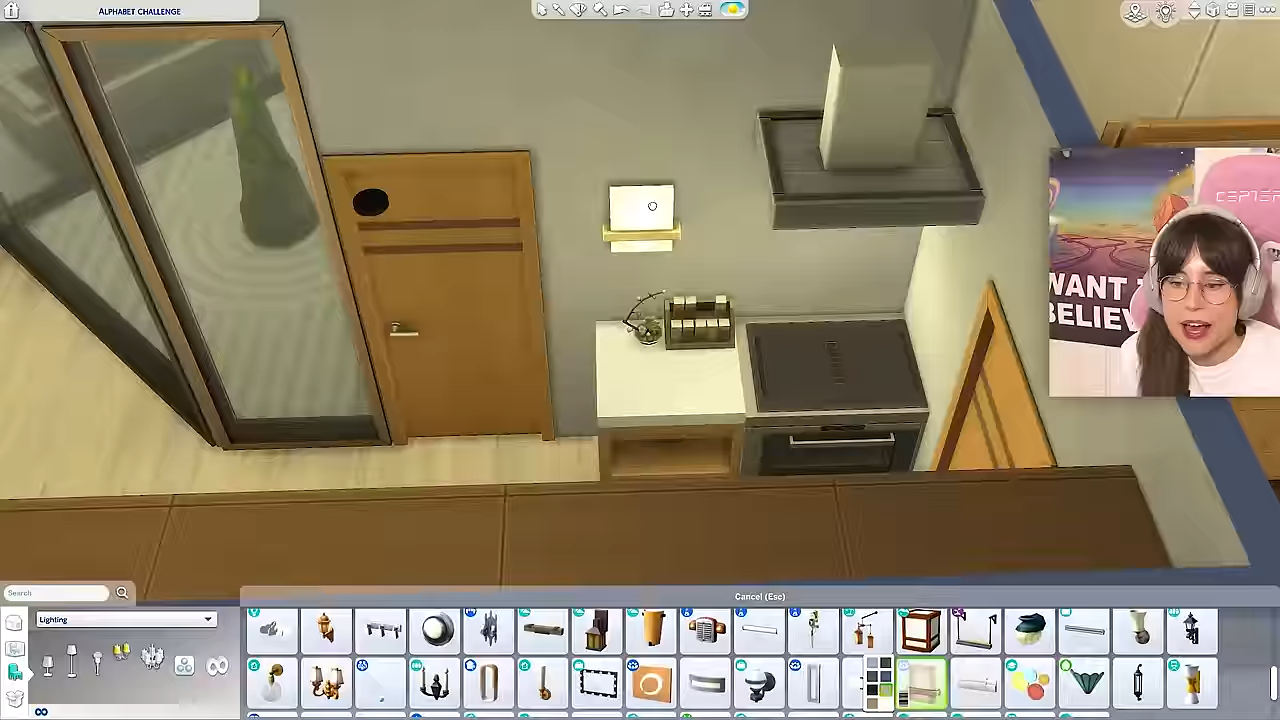 ALPHABET CHALLENGE
WANT
BELIEV
Search
Cancel (Esc)
Lighting